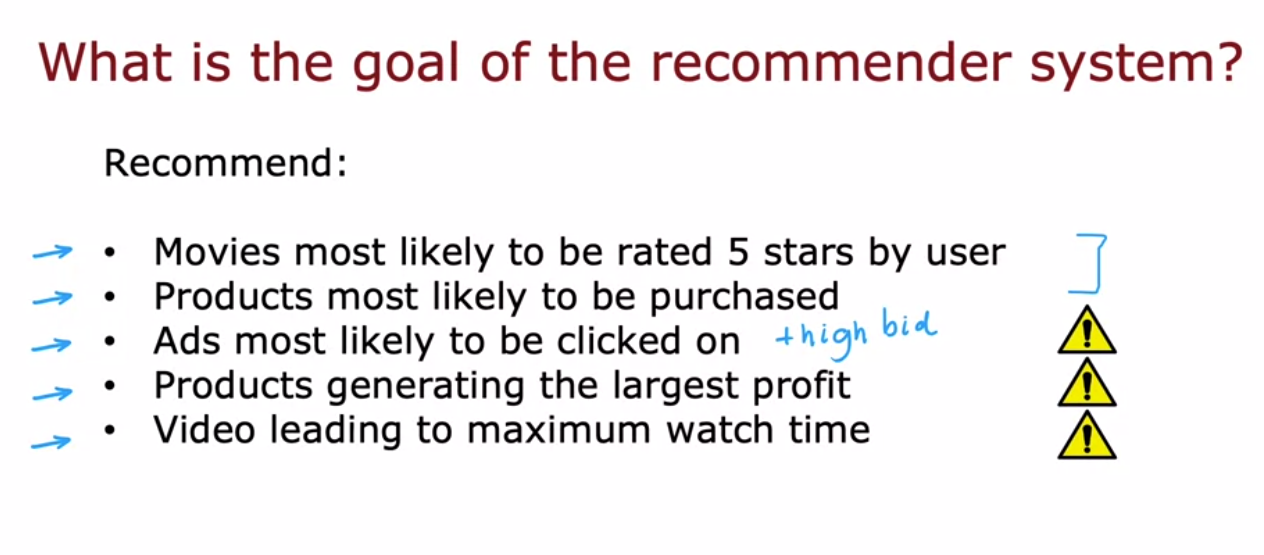 What is the goal of the recommender system?
Recommend:
• Movies most likely to be rated 5 stars by user
• Products most likely to be purchased
• Ads most likely to be clicked on +high bid
• Products generating the largest profit
• Video leading to maximum watch time